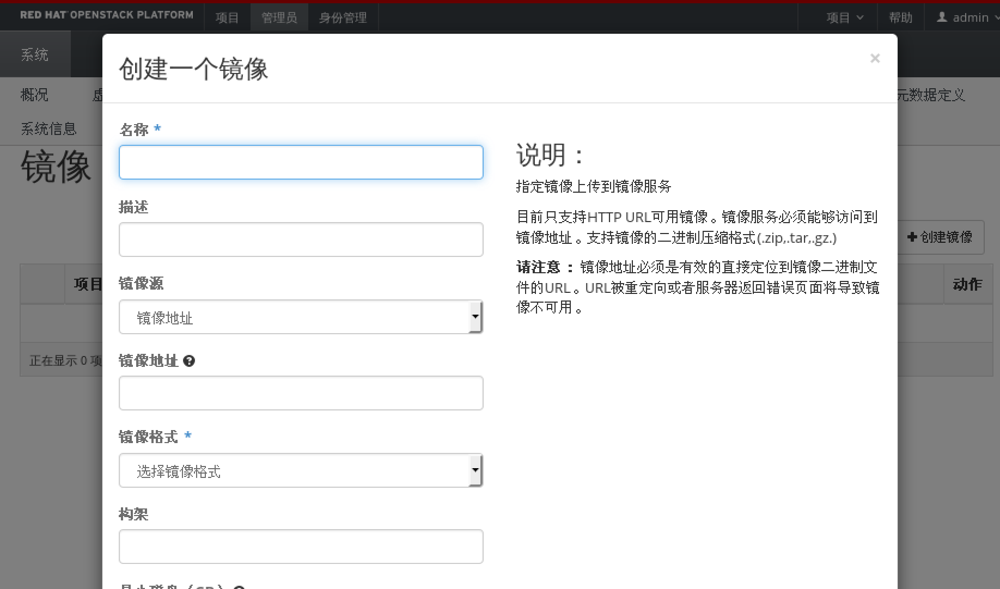 RED HAT OPENSTACK PLATFORM
项目
管理员
身份管理
项目
帮助
admin
系统
概况
元数据定义
系统信息
镜像
创建镜像
项目
动作
正在显示 0 项
创建一个镜像
×
名称 *
描述
镜像源
镜像地址
镜像地址
镜像格式 *
选择镜像格式
构架
说明：
指定镜像上传到镜像服务
目前只支持HTTP URL可用镜像。镜像服务必须能够访问到
镜像地址。支持镜像的二进制压缩格式(.zip,.tar,.gz.)
请注意 ： 镜像地址必须是有效的直接定位到镜像二进制文
件的URL。URL被重定向或者服务器返回错误页面将导致镜
像不可用。